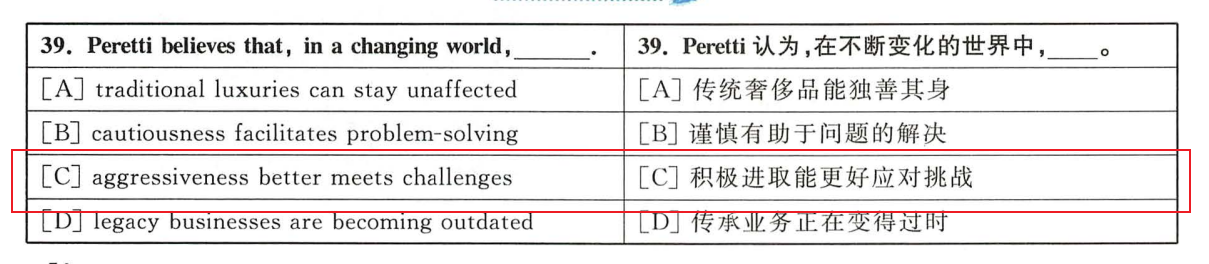 39. Peretti believes that, in a changing world,______.
39. Peretti 认为,在不断变化的世界中,____。
[A] traditional luxuries can stay unaffected
[A] 传统奢侈品能独善其身
[B] cautiousness facilitates problem-solving
[B] 谨慎有助于问题的解决
[C] aggressiveness better meets challenges
[C] 积极进取能更好应对挑战
[D] legacy businesses are becoming outdated
[D] 传承业务正在变得过时